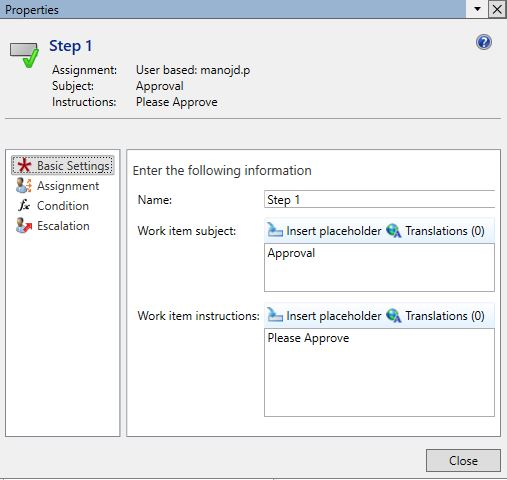 Properties
Step 1
Assignment: User based: manojd.p
Subject: Approval
Instructions: Please Approve
Basic Settings
Assignment
Condition
Escalation
Enter the following information
Name: Step 1
Work item subject: Insert placeholder Translations (0)
Approval
Work item instructions: Insert placeholder Translations (0)
Please Approve
Close